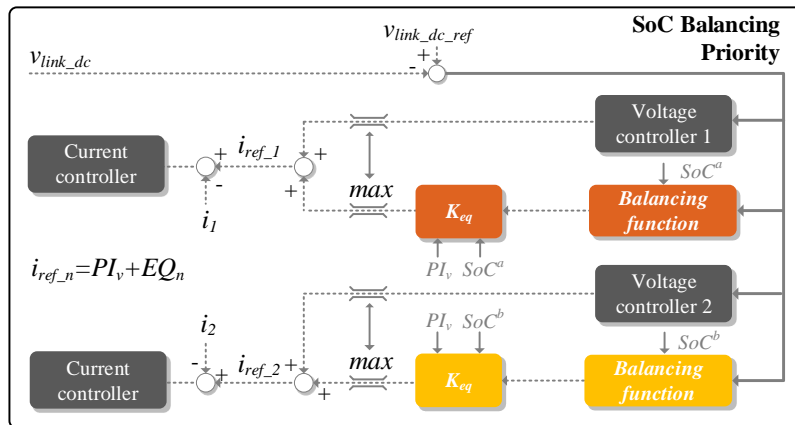 SoC Balancing
Priority
v_link_dc_ref
v_link_dc
+
-
Voltage
controller 1
Current
controller
+
i_ref_1
+
-
+
max
i_1
SoC^a
K_eq
Balancing
function
PI_v
SoC^a
i_ref_n=PI_v+EQ_n
Voltage
controller 2
i_2
PI_v
SoC^b
SoC^b
Current
controller
-
+
i_ref_2
+
+
max
K_eq
Balancing
function